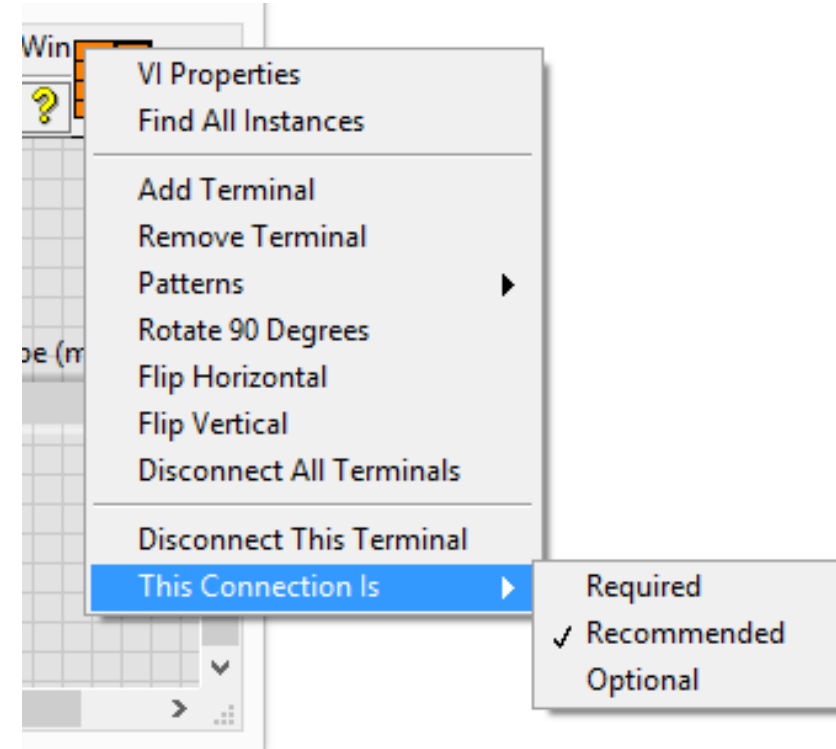 Win
?
VI Properties
Find All Instances
Add Terminal
Remove Terminal
Patterns
Rotate 90 Degrees
Flip Horizontal
Flip Vertical
Disconnect All Terminals
Disconnect This Terminal
This Connection Is
Required
Recommended
Optional